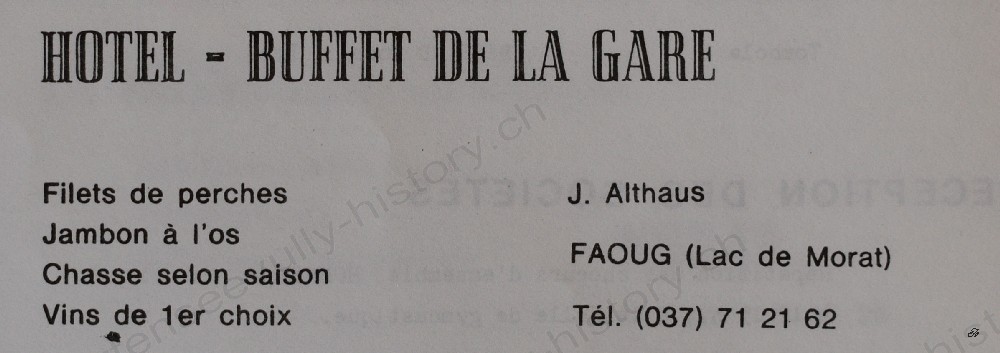 HOTEL - BUFFET DE LA GARE
Filets de perches
Jambon à l'os
Chasse selon saison
Vins de 1er choix
J. Althaus
FAOUG (Lac de Morat)
Tél. (037) 71 21 62